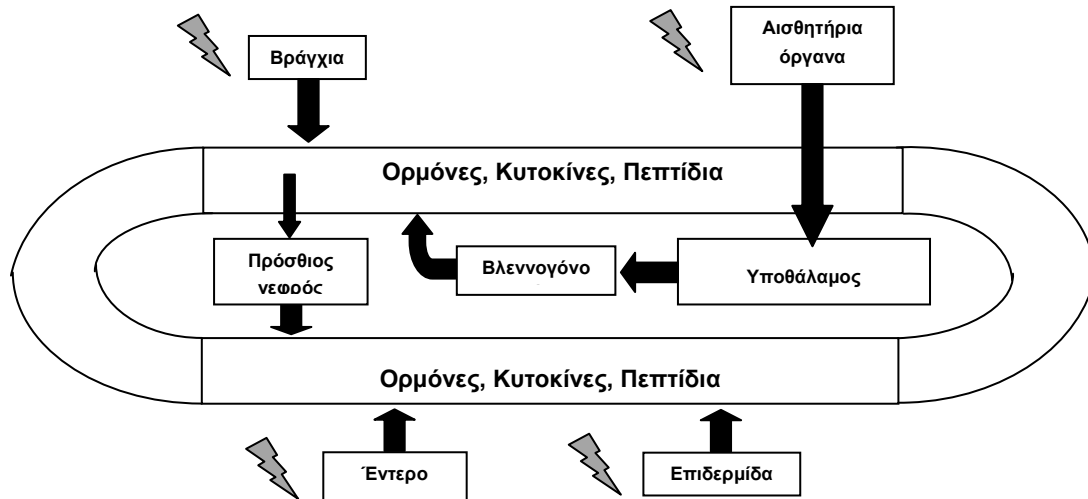 Βράγχια
Αισθητήρια
όργανα
Ορμόνες, Κυτοκίνες, Πεπτίδια
Πρόσθιος
νεφρός
Βλεννογόνο
Υποθάλαμος
Ορμόνες, Κυτοκίνες, Πεπτίδια
Έντερο
Επιδερμίδα